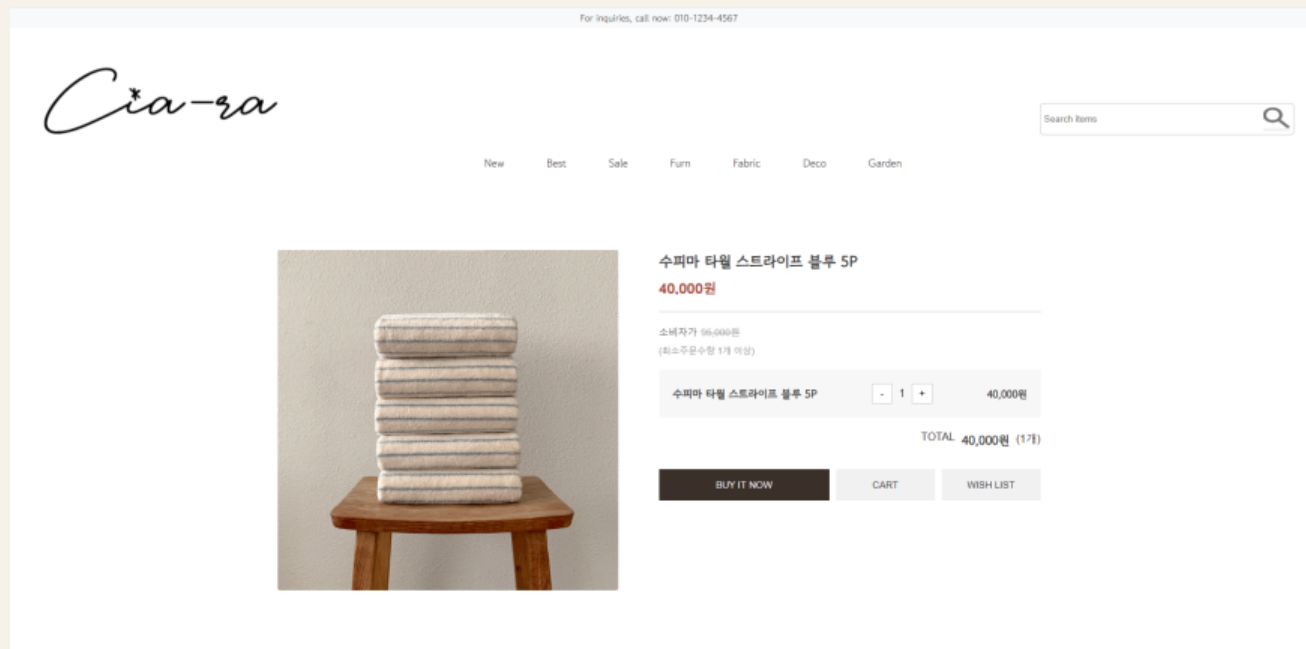 For inquiries, call now: 010-1234-4567
Cia-ra
Search items
New Best Sale Furn Fabric Deco Garden
수피마 타월 스트라이프 블루 5P
40,000원
소비자가 95,000원
(최소주문수량 1개 이상)
수피마 타월 스트라이프 블루 5P - 1 + 40,000원
TOTAL 40,000원 (1개)
BUY IT NOW CART WISH LIST